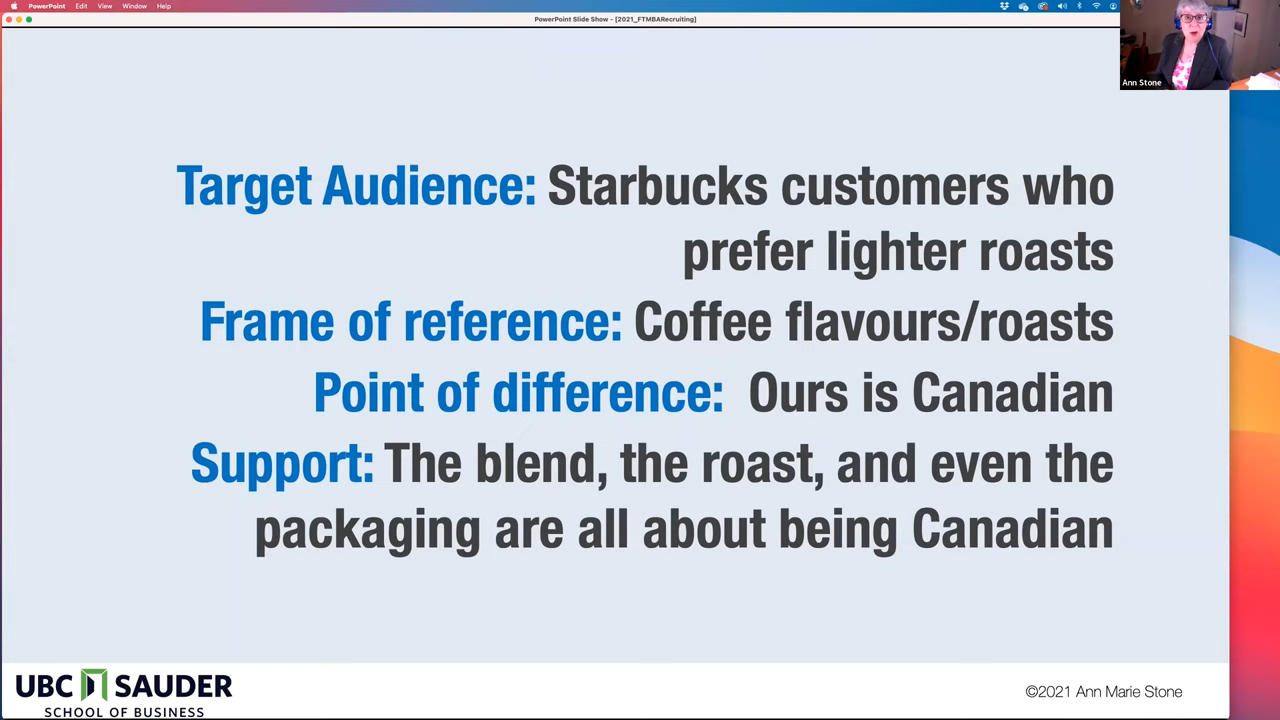 PowerPoint Edit View Window Help
PowerPoint Slide Show - [2021_FTMBARecruiting]
Ann Stone
Target Audience: Starbucks customers who
prefer lighter roasts
Frame of reference: Coffee flavours/roasts
Point of difference: Ours is Canadian
Support: The blend, the roast, and even the
packaging are all about being Canadian
UBC SAUDER
SCHOOL OF BUSINESS
©2021 Ann Marie Stone